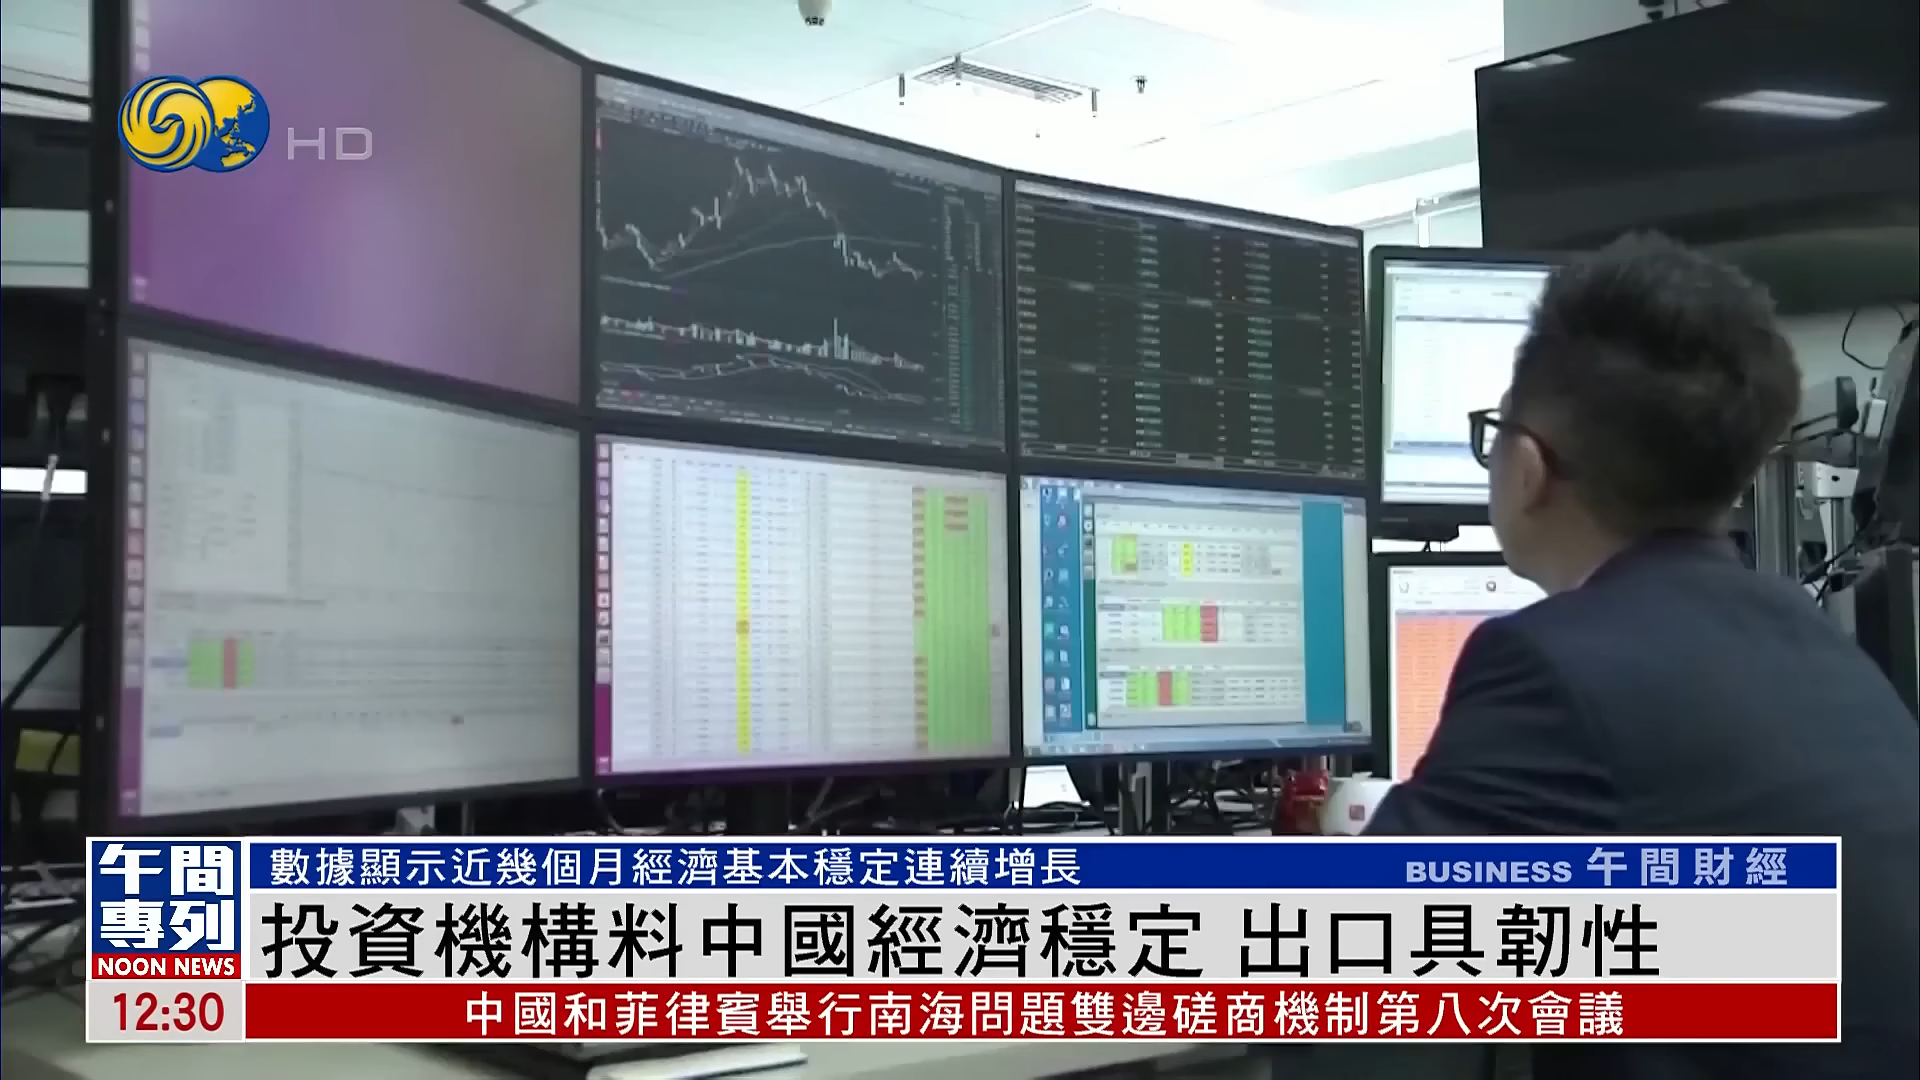 HD
午間專列
NOON NEWS
12:30
數據顯示近幾個月經濟基本穩定連續增長
BUSINESS 午間財經
投資機構料中國經濟穩定 出口具韌性
中國和菲律賓舉行南海問題雙邊磋商機制第八次會議